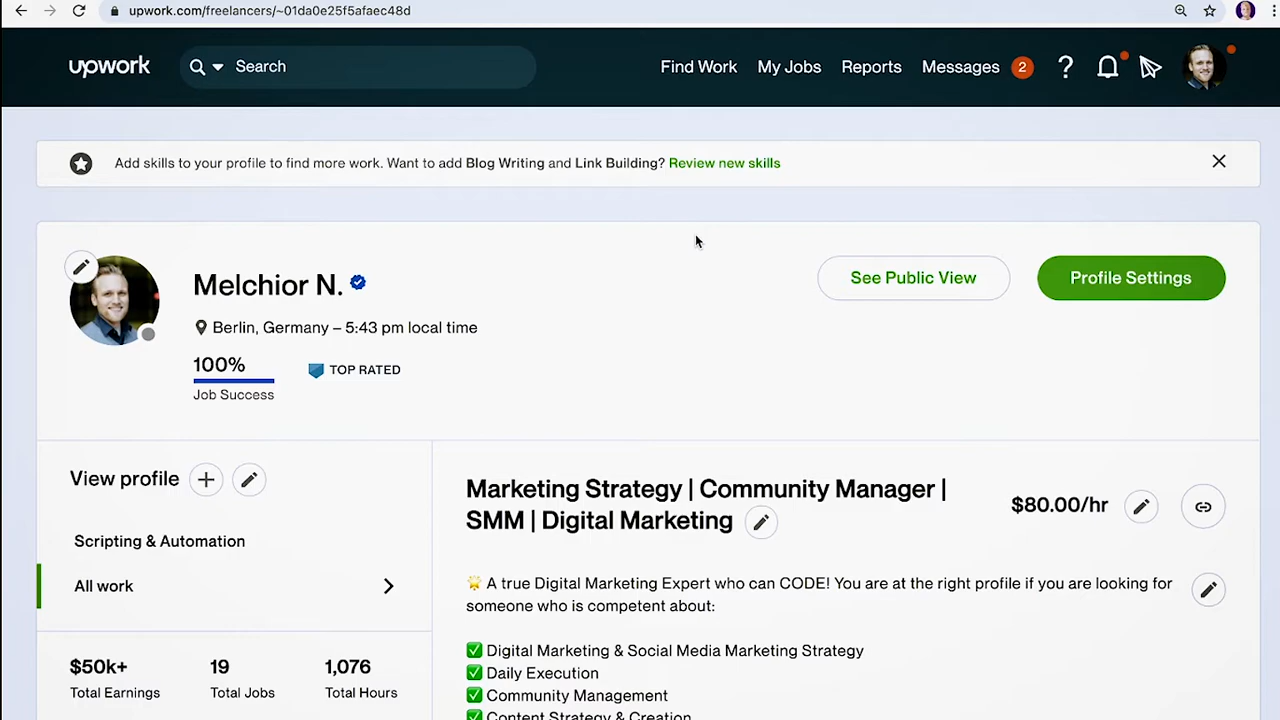 upwork.com/freelancers/~01da0e25f5afaec48d
upwork
Search
Find Work
My Jobs
Reports
Messages
2
?
Add skills to your profile to find more work. Want to add Blog Writing and Link Building? Review new skills
Melchior N.
See Public View
Profile Settings
Berlin, Germany – 5:43 pm local time
100%
TOP RATED
Job Success
View profile
Scripting & Automation
All work
$50k+
19
1,076
Total Earnings
Total Jobs
Total Hours
Marketing Strategy | Community Manager |
SMM | Digital Marketing
$80.00/hr
🌟 A true Digital Marketing Expert who can CODE! You are at the right profile if you are looking for
someone who is competent about:
✅ Digital Marketing & Social Media Marketing Strategy
✅ Daily Execution
✅ Community Management
✅ Content Strategy & Creation